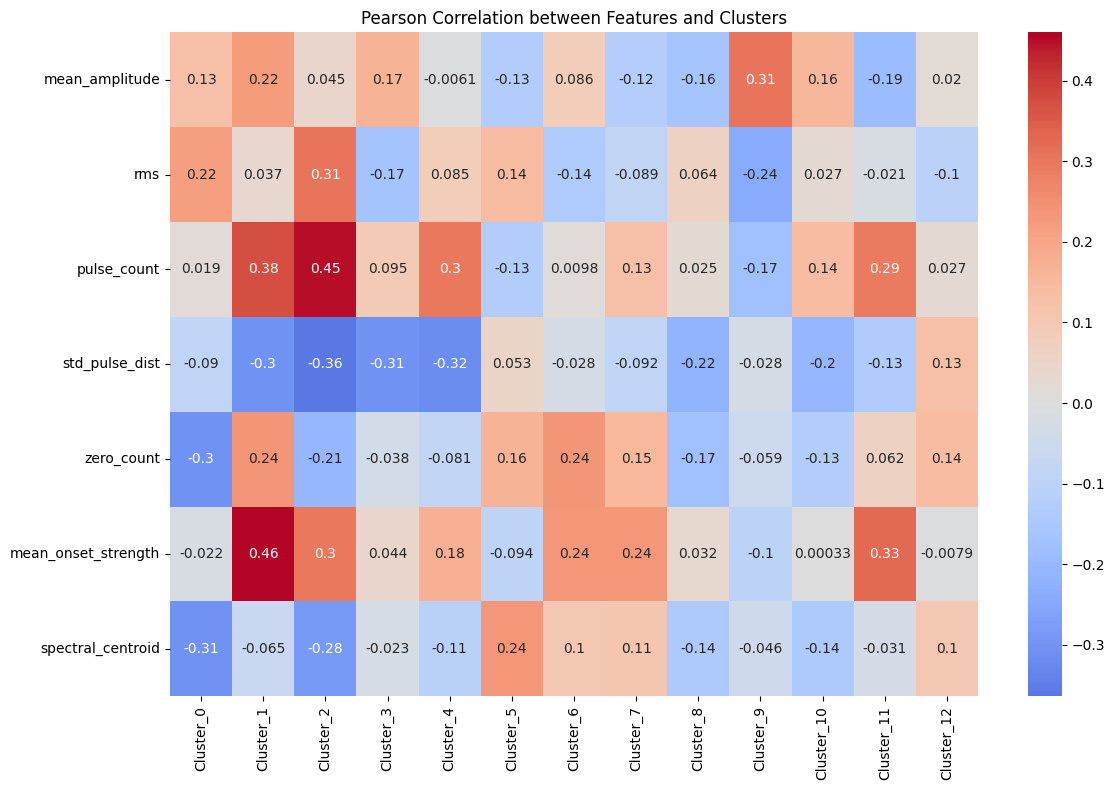 Pearson Correlation between Features and Clusters
mean_amplitude 0.13 0.22 0.045 0.17 -0.0061 -0.13 0.086 -0.12 -0.16 0.31 0.16 -0.19 0.02
rms 0.22 0.037 0.31 -0.17 0.085 0.14 -0.14 -0.089 0.064 -0.24 0.027 -0.021 -0.1
pulse_count 0.019 0.38 0.45 0.095 0.3 -0.13 0.0098 0.13 0.025 -0.17 0.14 0.29 0.027
std_pulse_dist -0.09 -0.3 -0.36 -0.31 -0.32 0.053 -0.028 -0.092 -0.22 -0.028 -0.2 -0.13 0.13
zero_count -0.3 0.24 -0.21 -0.038 -0.081 0.16 0.24 0.15 -0.17 -0.059 -0.13 0.062 0.14
mean_onset_strength -0.022 0.46 0.3 0.044 0.18 -0.094 0.24 0.24 0.032 -0.1 0.00033 0.33 -0.0079
spectral_centroid -0.31 -0.065 -0.28 -0.023 -0.11 0.24 0.1 0.11 -0.14 -0.046 -0.14 -0.031 0.1
Cluster_0 Cluster_1 Cluster_2 Cluster_3 Cluster_4 Cluster_5 Cluster_6 Cluster_7 Cluster_8 Cluster_9 Cluster_10 Cluster_11 Cluster_12
0.4
0.3
0.2
0.1
0.0
−0.1
−0.2
−0.3